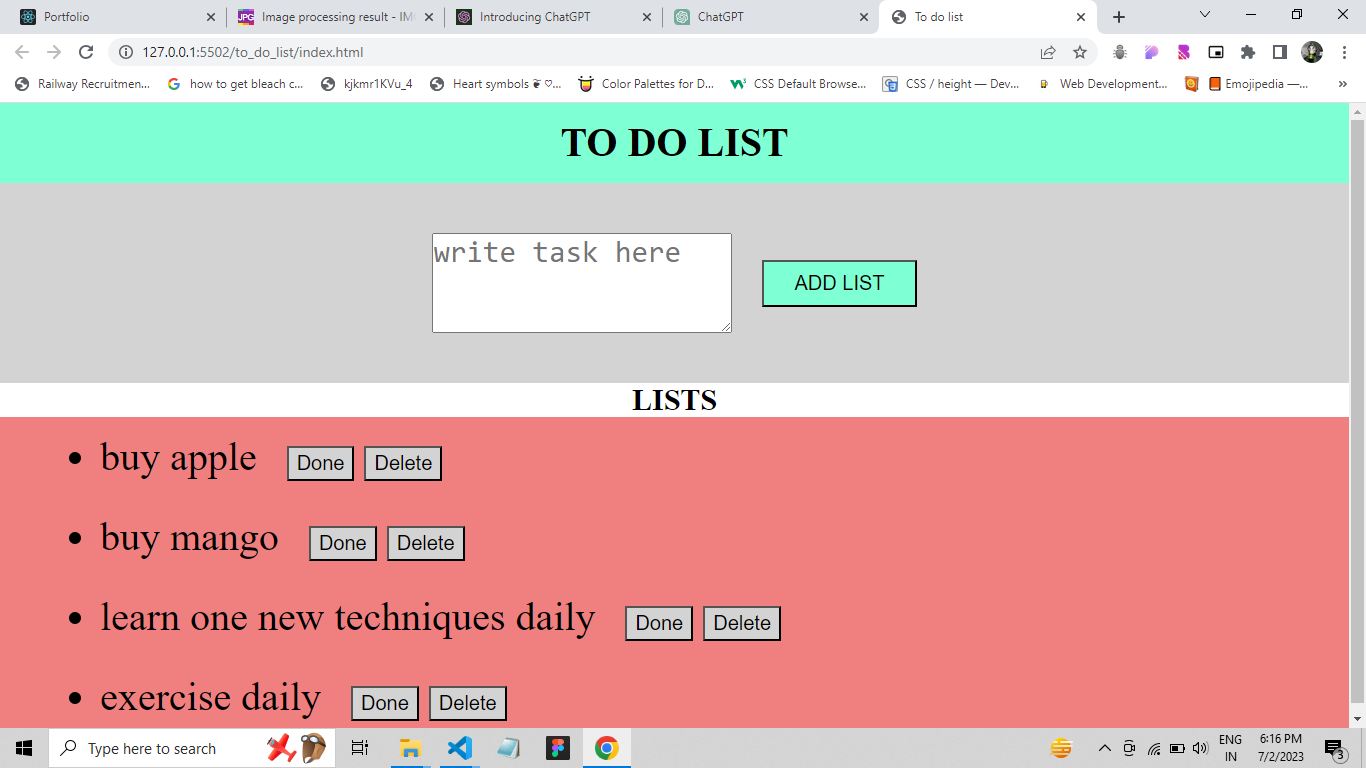 Portfolio
Image processing result - IM
Introducing ChatGPT
ChatGPT
To do list
127.0.0.1:5502/to_do_list/index.html
Railway Recruitmen...
how to get bleach c...
kjkmr1KVu_4
Heart symbols ❦ ♡...
Color Palettes for D...
CSS Default Browse...
CSS / height — Dev...
Web Development...
Emojipedia —...
»
TO DO LIST
write task here
ADD LIST
LISTS
• buy apple Done Delete
• buy mango Done Delete
• learn one new techniques daily Done Delete
• exercise daily Done Delete
Type here to search
ENG
IN
6:16 PM
7/2/2023
3